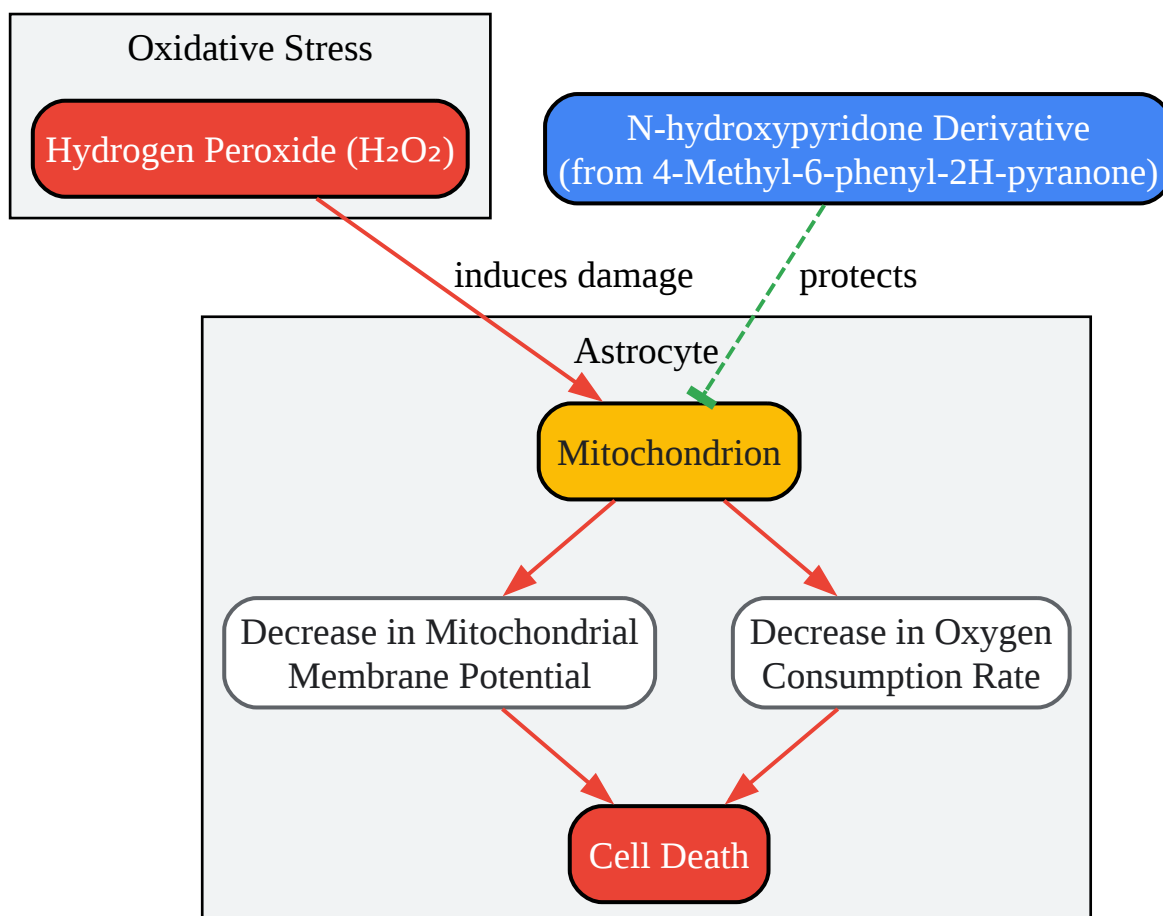 Oxidative Stress
Hydrogen Peroxide (H₂O₂)
N-hydroxypyridone Derivative
(from 4-Methyl-6-phenyl-2H-pyranone)
induces damage
protects
Astrocyte
Mitochondrion
Decrease in Mitochondrial
Membrane Potential
Decrease in Oxygen
Consumption Rate
Cell Death